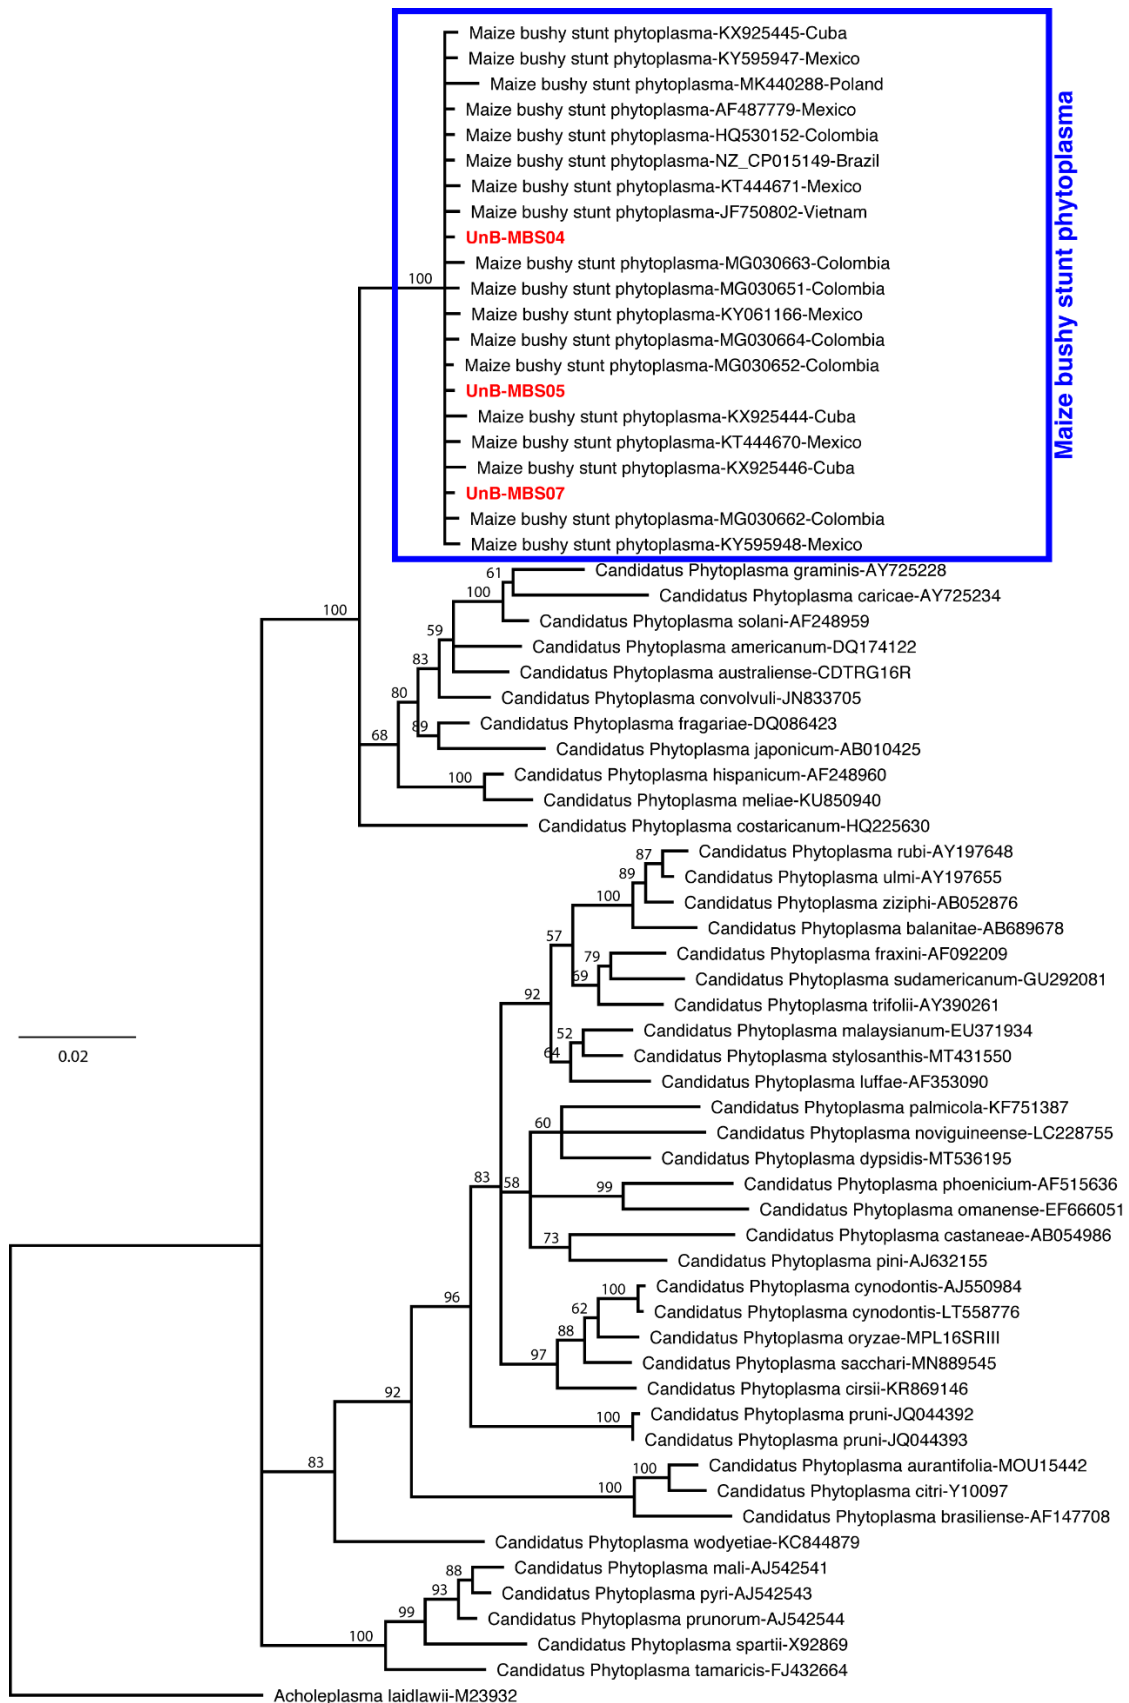 Maize bushy stunt phytoplasma-KX925445-Cuba
Maize bushy stunt phytoplasma-KY595947-Mexico
Maize bushy stunt phytoplasma-MK440288-Poland
Maize bushy stunt phytoplasma-AF487779-Mexico
Maize bushy stunt phytoplasma-HQ530152-Colombia
Maize bushy stunt phytoplasma-NZ_CP015149-Brazil
Maize bushy stunt phytoplasma-KT444671-Mexico
Maize bushy stunt phytoplasma-JF750802-Vietnam
UnB-MBS04
Maize bushy stunt phytoplasma-MG030663-Colombia
100
Maize bushy stunt phytoplasma-MG030651-Colombia
Maize bushy stunt phytoplasma-KY061166-Mexico
Maize bushy stunt phytoplasma-MG030664-Colombia
Maize bushy stunt phytoplasma-MG030652-Colombia
UnB-MBS05
Maize bushy stunt phytoplasma-KX925444-Cuba
Maize bushy stunt phytoplasma-KT444670-Mexico
Maize bushy stunt phytoplasma-KX925446-Cuba
UnB-MBS07
Maize bushy stunt phytoplasma-MG030662-Colombia
Maize bushy stunt phytoplasma-KY595948-Mexico
Maize bushy stunt phytoplasma
61
Candidatus Phytoplasma graminis-AY725228
100
Candidatus Phytoplasma caricae-AY725234
100
Candidatus Phytoplasma solani-AF248959
59
Candidatus Phytoplasma americanum-DQ174122
83
Candidatus Phytoplasma australiense-CDTRG16R
80
Candidatus Phytoplasma convolvuli-JN833705
89
Candidatus Phytoplasma fragariae-DQ086423
68
Candidatus Phytoplasma japonicum-AB010425
100
Candidatus Phytoplasma hispanicum-AF248960
Candidatus Phytoplasma meliae-KU850940
Candidatus Phytoplasma costaricanum-HQ225630
87
Candidatus Phytoplasma rubi-AY197648
89
Candidatus Phytoplasma ulmi-AY197655
100
Candidatus Phytoplasma ziziphi-AB052876
Candidatus Phytoplasma balanitae-AB689678
57
79
Candidatus Phytoplasma fraxini-AF092209
69
Candidatus Phytoplasma sudamericanum-GU292081
92
Candidatus Phytoplasma trifolii-AY390261
52
Candidatus Phytoplasma malaysianum-EU371934
64
Candidatus Phytoplasma stylosanthis-MT431550
0.02
Candidatus Phytoplasma luffae-AF353090
Candidatus Phytoplasma palmicola-KF751387
60
Candidatus Phytoplasma noviguineense-LC228755
Candidatus Phytoplasma dypsidis-MT536195
83
58
99
Candidatus Phytoplasma phoenicium-AF515636
Candidatus Phytoplasma omanense-EF666051
73
Candidatus Phytoplasma castaneae-AB054986
Candidatus Phytoplasma pini-AJ632155
96
100
Candidatus Phytoplasma cynodontis-AJ550984
62
Candidatus Phytoplasma cynodontis-LT558776
88
Candidatus Phytoplasma oryzae-MPL16SRIII
97
Candidatus Phytoplasma sacchari-MN889545
Candidatus Phytoplasma cirsii-KR869146
92
100
Candidatus Phytoplasma pruni-JQ044392
Candidatus Phytoplasma pruni-JQ044393
83
100
Candidatus Phytoplasma aurantifolia-MOU15442
100
Candidatus Phytoplasma citri-Y10097
Candidatus Phytoplasma brasiliense-AF147708
Candidatus Phytoplasma wodyetiae-KC844879
88
Candidatus Phytoplasma mali-AJ542541
93
Candidatus Phytoplasma pyri-AJ542543
99
Candidatus Phytoplasma prunorum-AJ542544
100
Candidatus Phytoplasma spartii-X92869
Candidatus Phytoplasma tamaricis-FJ432664
Acholeplasma laidlawii-M23932